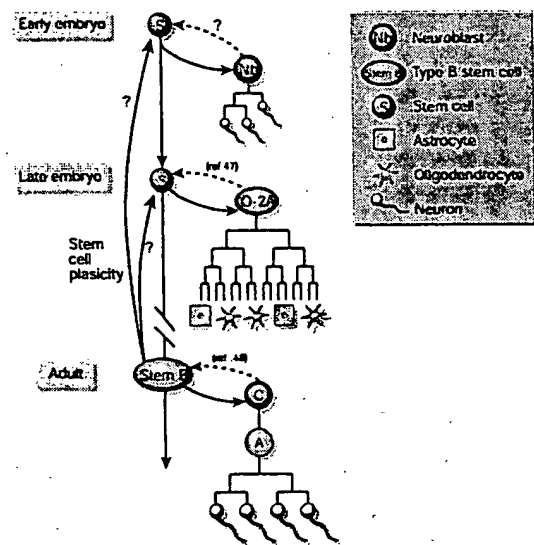 Early embryo
S
?
Nb
?
(ref 47)
Late embryo
S
O-2A
Stem
cell
plasicity
?
Adult
Stem B
C
A
Nb
Neuroblast
Stem B
Type B stem cell
S
Stem cell
Astrocyte
Oligodendrocyte
Neuron